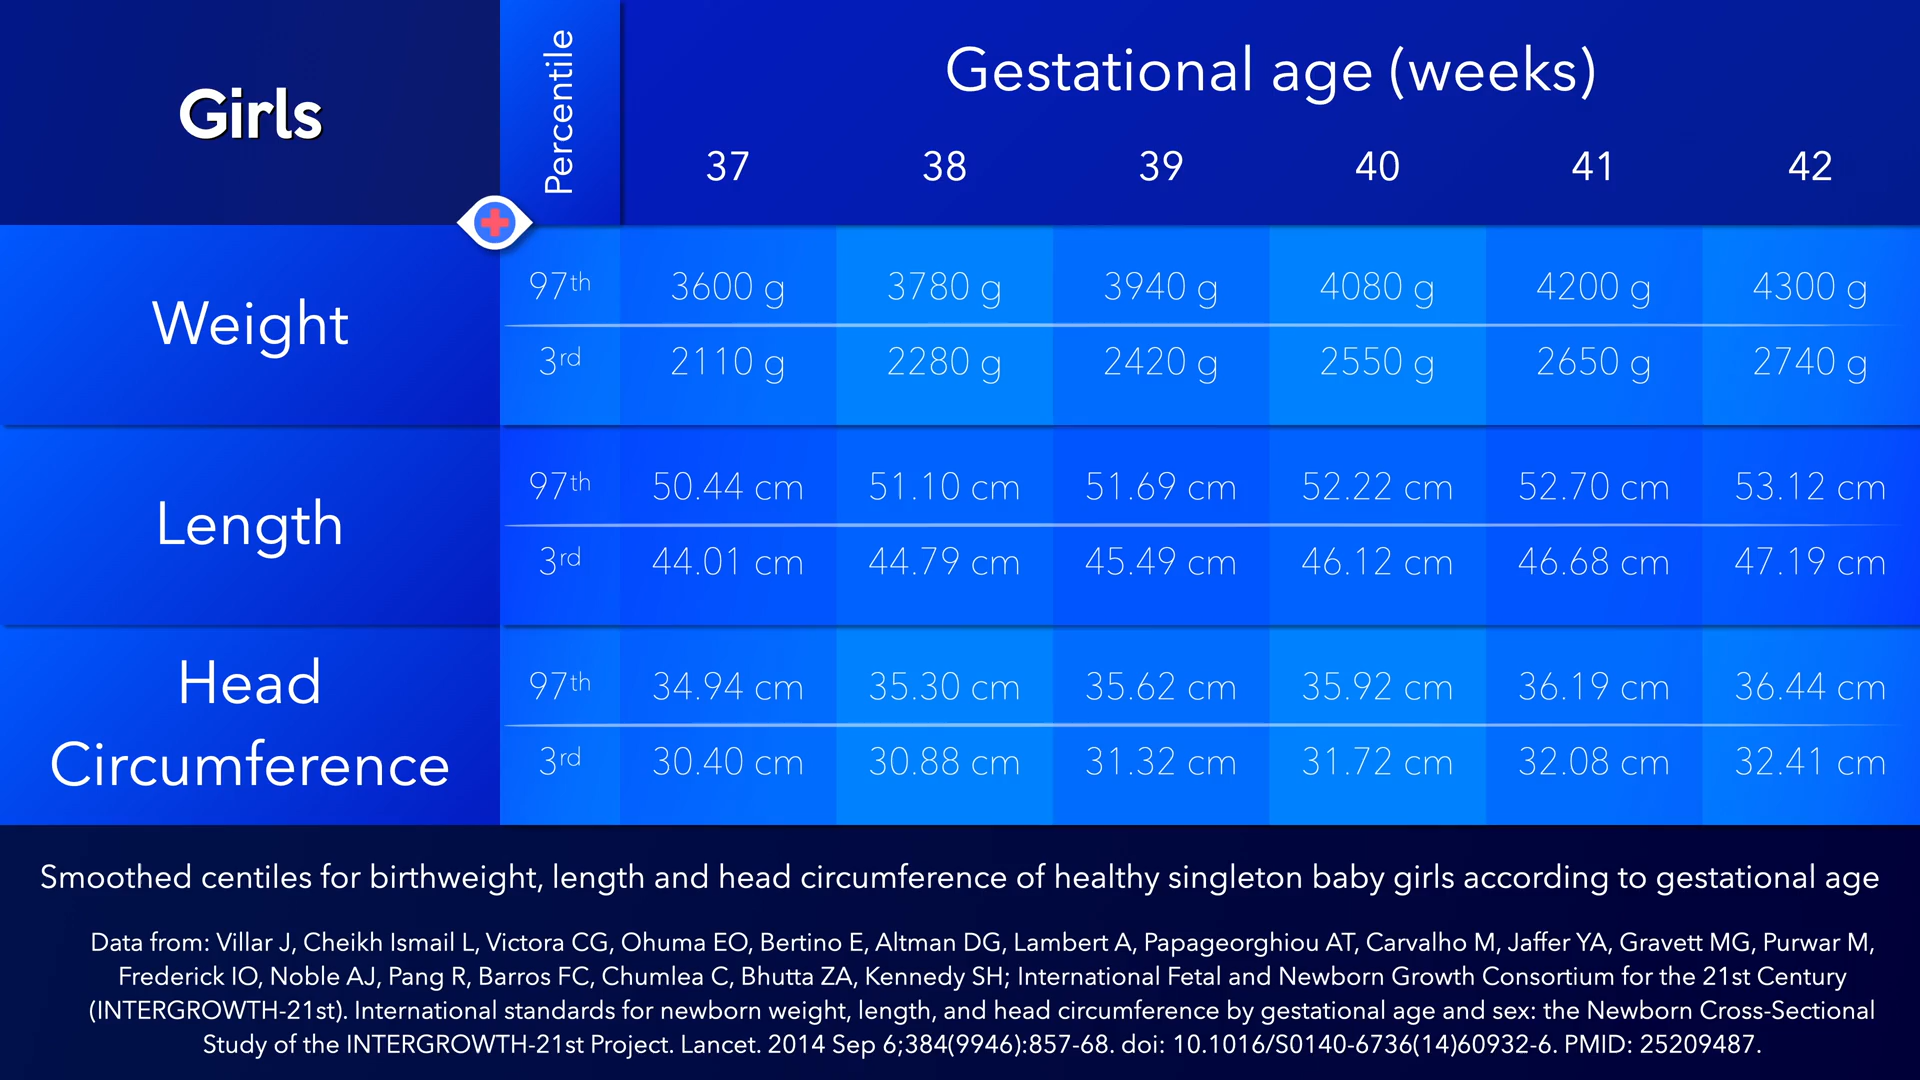 Girls
Percentile
Gestational age (weeks)
37 38 39 40 41 42
Weight
97th 3600 g 3780 g 3940 g 4080 g 4200 g 4300 g
3rd 2110 g 2280 g 2420 g 2550 g 2650 g 2740 g
Length
97th 50.44 cm 51.10 cm 51.69 cm 52.22 cm 52.70 cm 53.12 cm
3rd 44.01 cm 44.79 cm 45.49 cm 46.12 cm 46.68 cm 47.19 cm
Head
Circumference
97th 34.94 cm 35.30 cm 35.62 cm 35.92 cm 36.19 cm 36.44 cm
3rd 30.40 cm 30.88 cm 31.32 cm 31.72 cm 32.08 cm 32.41 cm
Smoothed centiles for birthweight, length and head circumference of healthy singleton baby girls according to gestational age
Data from: Villar J, Cheikh Ismail L, Victora CG, Ohuma EO, Bertino E, Altman DG, Lambert A, Papageorghiou AT, Carvalho M, Jaffer YA, Gravett MG, Purwar M,
Frederick IO, Noble AJ, Pang R, Barros FC, Chumlea C, Bhutta ZA, Kennedy SH; International Fetal and Newborn Growth Consortium for the 21st Century
(INTERGROWTH-21st). International standards for newborn weight, length, and head circumference by gestational age and sex: the Newborn Cross-Sectional
Study of the INTERGROWTH-21st Project. Lancet. 2014 Sep 6;384(9946):857-68. doi: 10.1016/S0140-6736(14)60932-6. PMID: 25209487.